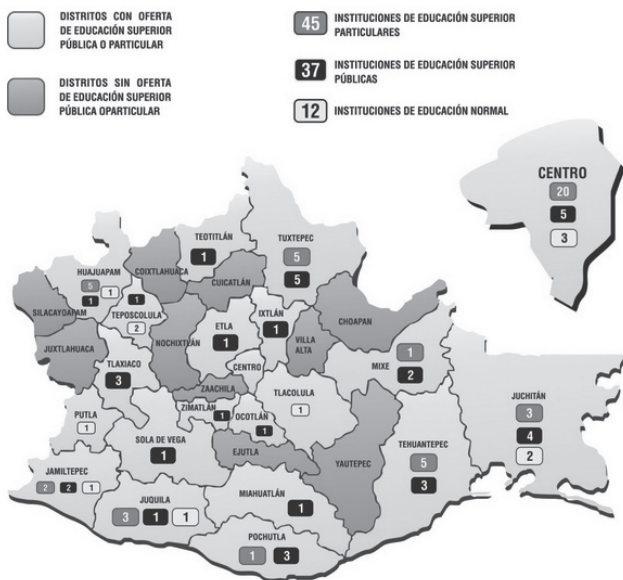 DISTRITOS CON OFERTA
DE EDUCACIÓN SUPERIOR
PÚBLICA O PARTICULAR
DISTRITOS SIN OFERTA
DE EDUCACIÓN SUPERIOR
PÚBLICA OPARTICULAR
45 INSTITUCIONES DE EDUCACIÓN SUPERIOR
PARTICULARES
37 INSTITUCIONES DE EDUCACIÓN SUPERIOR
PÚBLICAS
12 INSTITUCIONES DE EDUCACIÓN NORMAL
CENTRO
20
5
3
TEOTITLÁN
1
TUXTEPEC
5
5
COIXTLAHUACA
HUAJUAPAM
5
1
1
CUICATLÁN
SILACAYOAPAM
1
TEPOSCOLULA
2
ETLA
1
IXTLÁN
1
CHOAPAN
JUXTLAHUACA
NOCHIXTLÁN
VILLA
ALTA
1
MIXE
2
TLAXIACO
3
CENTRO
ZAACHILA
TLACOLULA
1
JUCHITÁN
3
4
2
PUTLA
1
ZIMATLÁN
1
OCOTLÁN
1
SOLA DE VEGA
1
EJUTLA
YAUTEPEC
TEHUANTEPEC
5
3
JAMILTEPEC
2 2 1
JUQUILA
3 1 1
MIAHUATLÁN
1
POCHUTLA
1 3